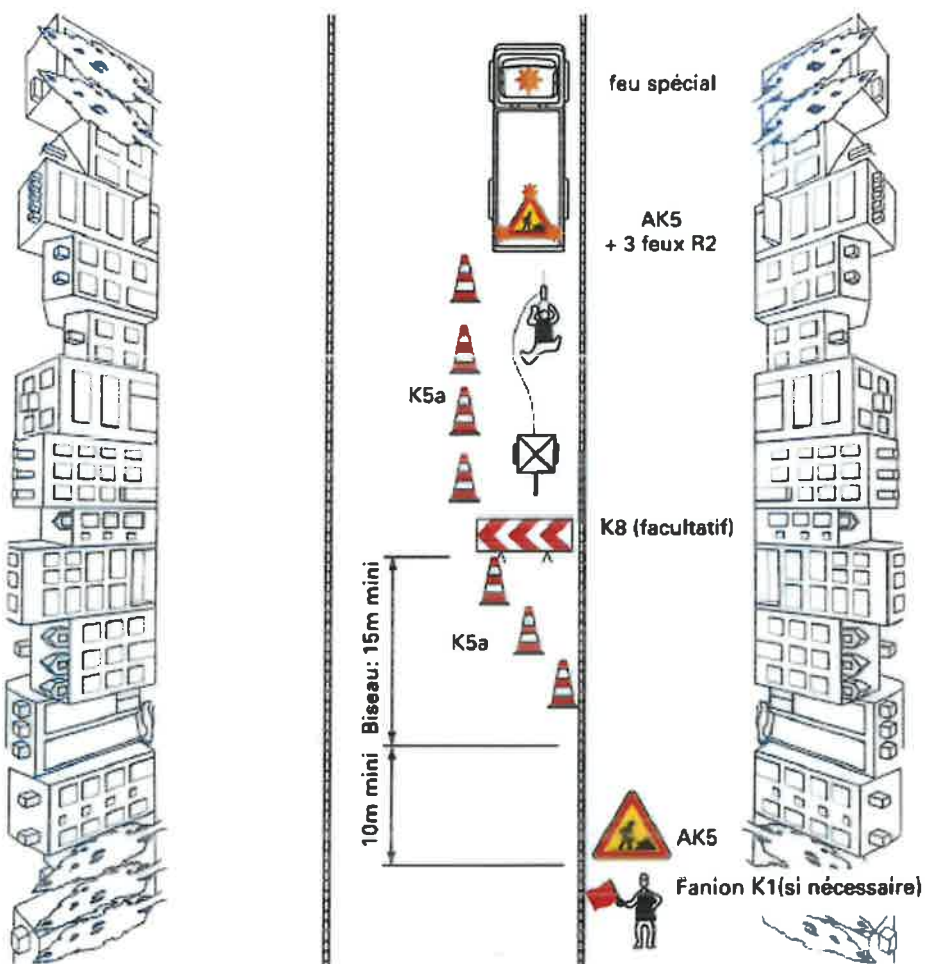 feu spécial
AK5
+ 3 feux R2
K5a
K8 (facultatif)
Biseau: 15m mini
K5a
10m mini
AK5
Fanion K1(si nécessaire)